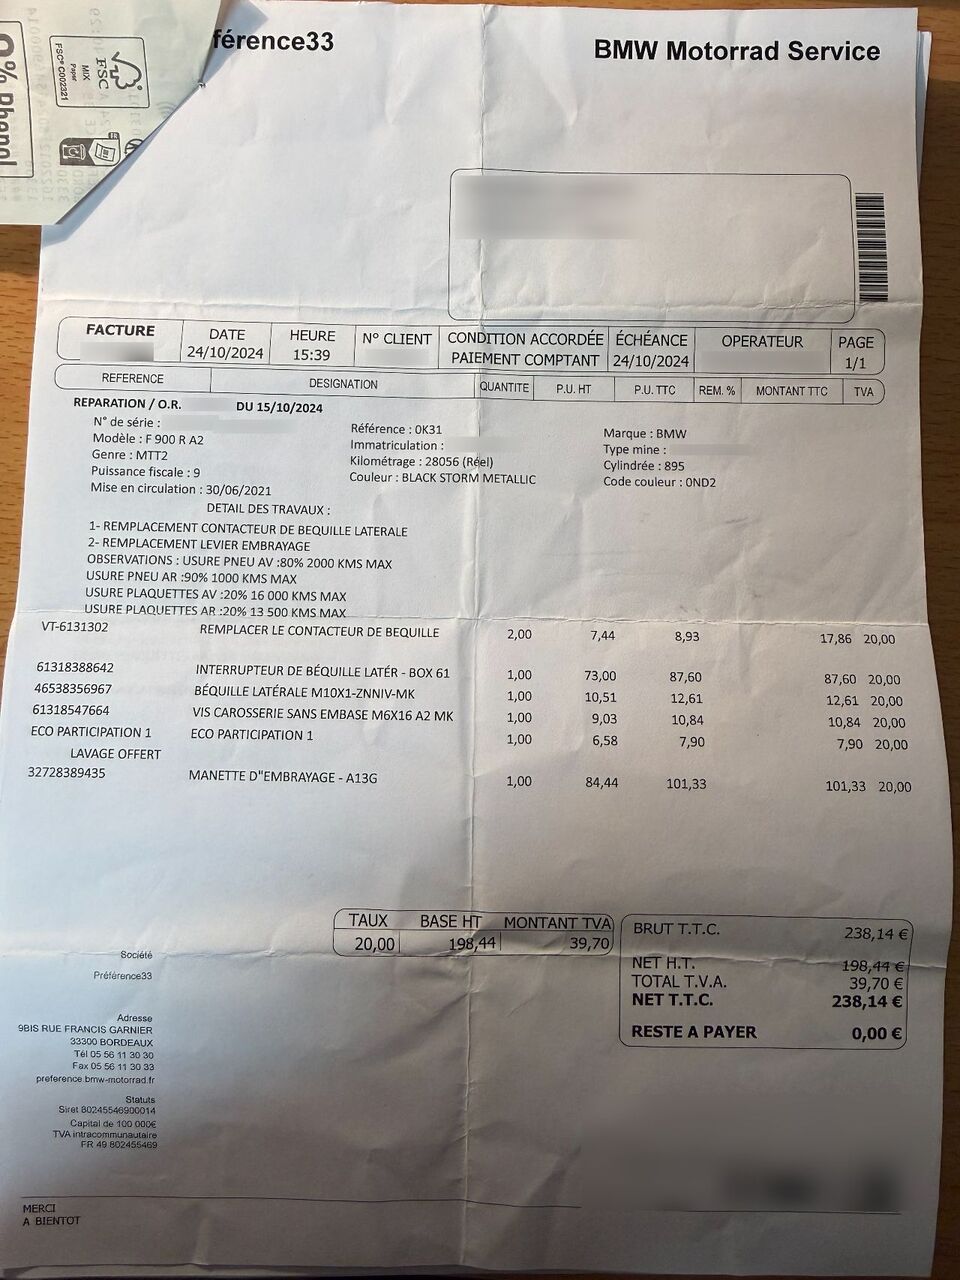 férence33
BMW Motorrad Service
FSC
MIX
Papier
FSC® C002321
0% Phenol
FACTURE
DATE
24/10/2024
HEURE
15:39
N° CLIENT
CONDITION ACCORDÉE
PAIEMENT COMPTANT
ÉCHÉANCE
24/10/2024
OPERATEUR
PAGE
1/1
REFERENCE DESIGNATION QUANTITE P.U. HT P.U. TTC REM. % MONTANT TTC TVA
REPARATION / O.R. DU 15/10/2024
N° de série :
Modèle : F 900 R A2
Genre : MTT2
Puissance fiscale : 9
Mise en circulation : 30/06/2021
Référence : 0K31
Immatriculation :
Kilométrage : 28056 (Réel)
Couleur : BLACK STORM METALLIC
Marque : BMW
Type mine :
Cylindrée : 895
Code couleur : 0ND2
DETAIL DES TRAVAUX :
1- REMPLACEMENT CONTACTEUR DE BEQUILLE LATERALE
2- REMPLACEMENT LEVIER EMBRAYAGE
OBSERVATIONS : USURE PNEU AV :80% 2000 KMS MAX
USURE PNEU AR :90% 1000 KMS MAX
USURE PLAQUETTES AV :20% 16 000 KMS MAX
USURE PLAQUETTES AR :20% 13 500 KMS MAX
VT-6131302 REMPLACER LE CONTACTEUR DE BEQUILLE 2,00 7,44 8,93 17,86 20,00
61318388642 INTERRUPTEUR DE BÉQUILLE LATÉR - BOX 61 1,00 73,00 87,60 87,60 20,00
46538356967 BÉQUILLE LATÉRALE M10X1-ZNNIV-MK 1,00 10,51 12,61 12,61 20,00
61318547664 VIS CAROSSERIE SANS EMBASE M6X16 A2 MK 1,00 9,03 10,84 10,84 20,00
ECO PARTICIPATION 1 ECO PARTICIPATION 1 1,00 6,58 7,90 7,90 20,00
LAVAGE OFFERT
32728389435 MANETTE D"EMBRAYAGE - A13G 1,00 84,44 101,33 101,33 20,00
TAUX BASE HT MONTANT TVA
20,00 198,44 39,70
BRUT T.T.C. 238,14 €
NET H.T. 198,44 €
TOTAL T.V.A. 39,70 €
NET T.T.C. 238,14 €
RESTE A PAYER 0,00 €
Société
Préférence33
Adresse
9BIS RUE FRANCIS GARNIER
33300 BORDEAUX
Tél 05 56 11 30 30
Fax 05 56 11 30 33
preference.bmw-motorrad.fr
Statuts
Siret 80245546900014
Capital de 100 000€
TVA intracommunautaire
FR 49 802455469
MERCI
A BIENTOT